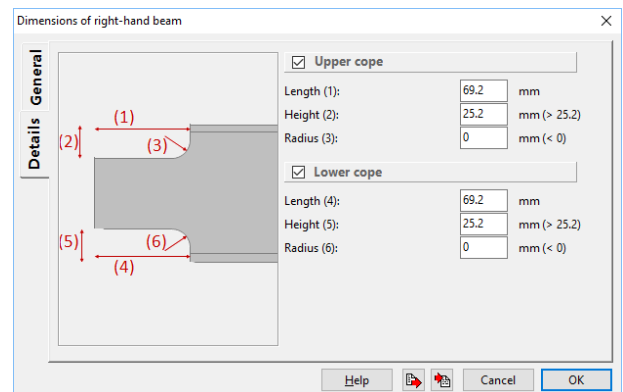 Dimensions of right-hand beam
General
Details
(1)
(2)
(3)
(4)
(5)
(6)
Upper cope
Length (1): 69.2 mm
Height (2): 25.2 mm (> 25.2)
Radius (3): 0 mm (< 0)
Lower cope
Length (4): 69.2 mm
Height (5): 25.2 mm (> 25.2)
Radius (6): 0 mm (< 0)
Help Cancel OK